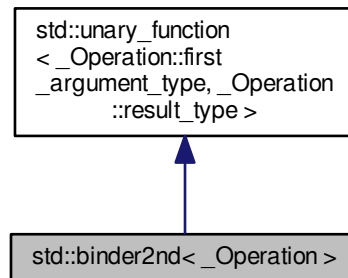 std::unary_function
< _Operation::first
_argument_type, _Operation
::result_type >
std::binder2nd< _Operation >